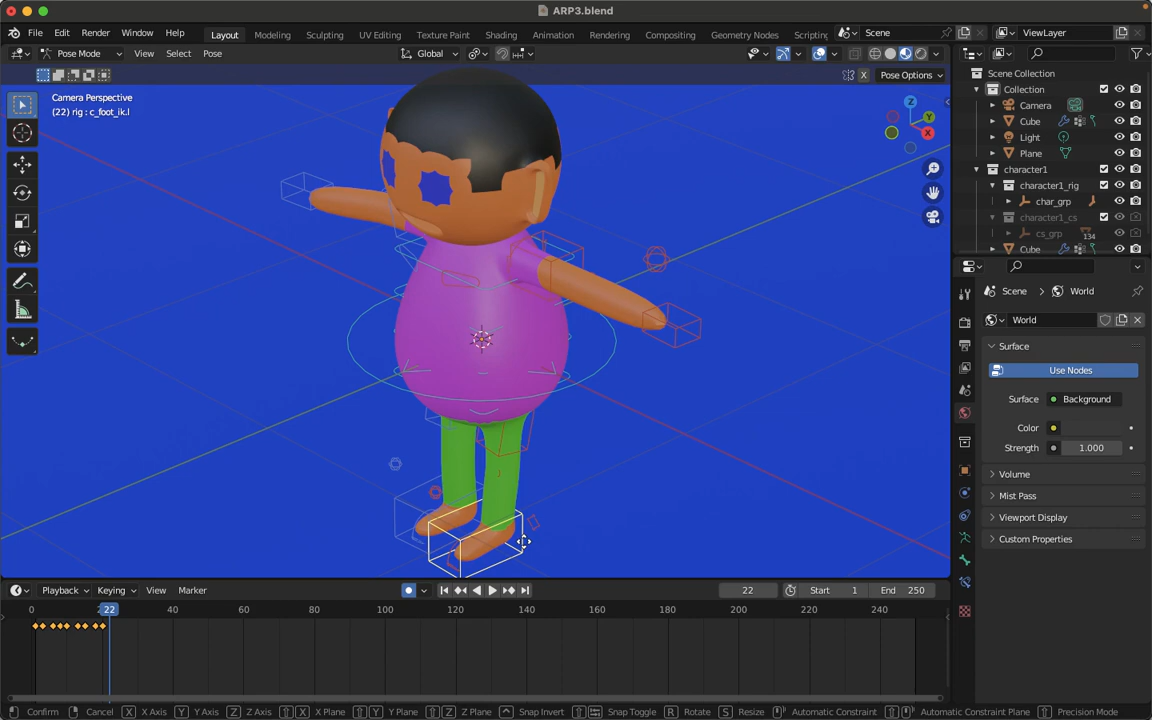 ARP3.blend
File Edit Render Window Help Layout Modeling Sculpting UV Editing Texture Paint Shading Animation Rendering Compositing Geometry Nodes Scripting Scene ViewLayer
Pose Mode View Select Pose Global
X Pose Options
Camera Perspective
(22) rig : c_foot_ik.l
Z
Y
X
Scene Collection
Collection
Camera
Cube
Light
Plane
character1
character1_rig
char_grp
character1_cs
cs_grp 134
Cube
Scene World
World
Surface
Use Nodes
Surface Background
Color
Strength 1.000
Volume
Mist Pass
Viewport Display
Custom Properties
Playback Keying View Marker 22 Start 1 End 250
0 22 40 60 80 100 120 140 160 180 200 220 240
Confirm Cancel X X Axis Y Y Axis Z Z Axis X X Plane Y Y Plane Z Z Plane Snap Invert Snap Toggle R Rotate S Resize Automatic Constraint Automatic Constraint Plane Precision Mode